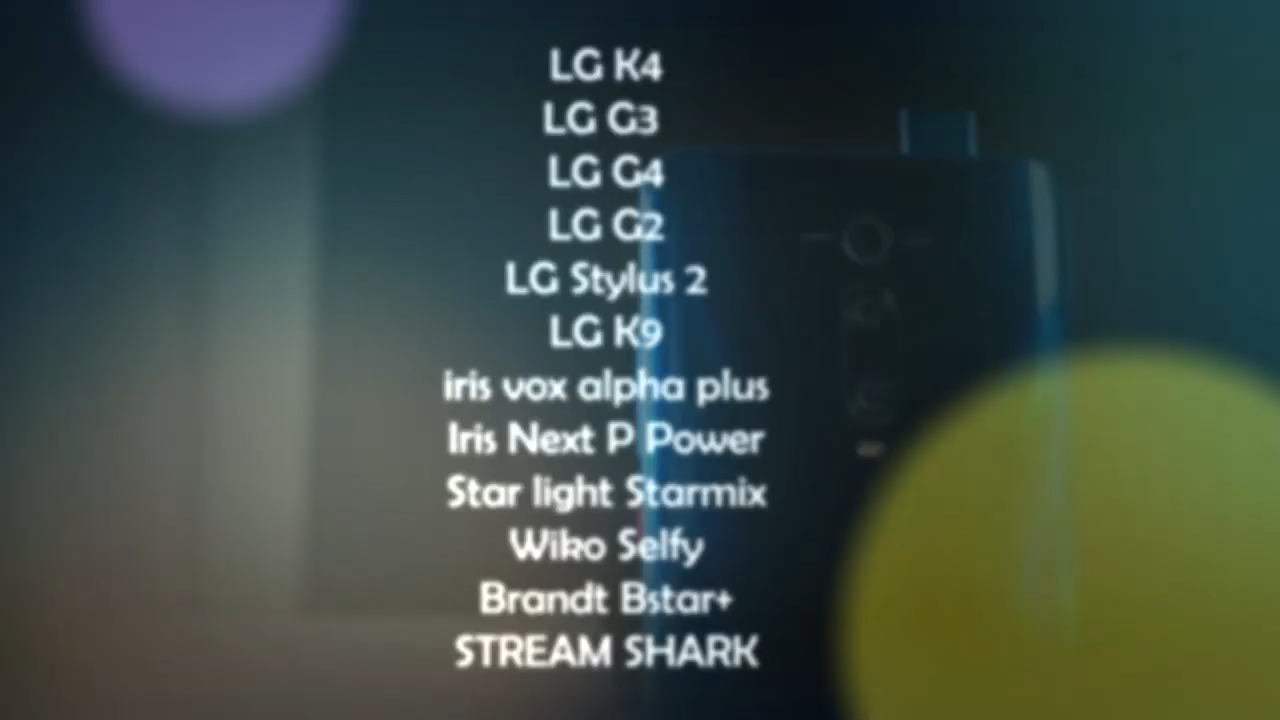 LG K4
LG G3
LG G4
LG G2
LG Stylus 2
LG K9
iris vox alpha plus
Iris Next P Power
Star light Starmix
Wiko Selfy
Brandt Bstar+
STREAM SHARK